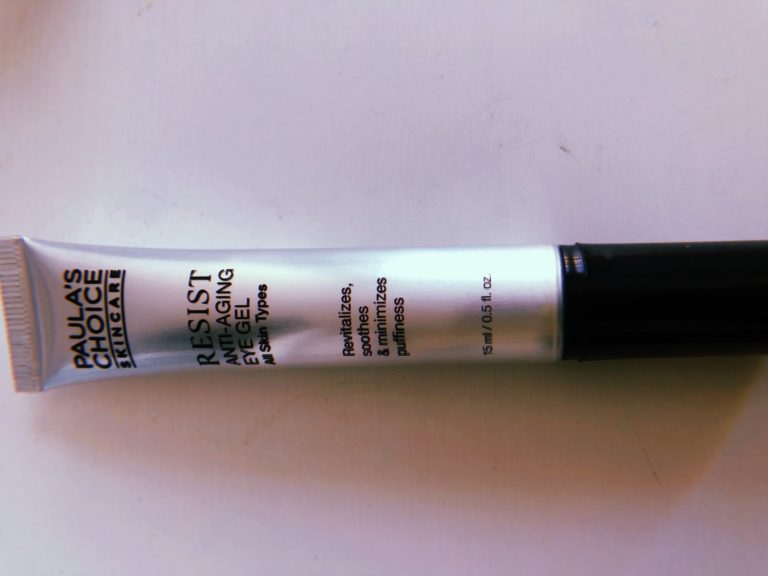 PAULA'S
CHOICE
SKINCARE
RESIST
ANTI-AGING
EYE GEL
All Skin Types
Revitalizes,
soothes
& minimizes
puffiness
15 ml / 0.5 fl. oz.